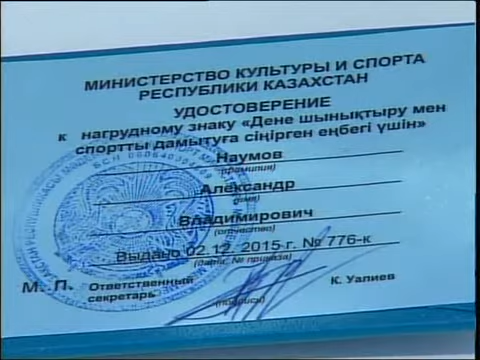 МИНИСТЕРСТВО КУЛЬТУРЫ И СПОРТА
РЕСПУБЛИКИ КАЗАХСТАН
УДОСТОВЕРЕНИЕ
к нагрудному знаку «Дене шынықтыру мен
спортты дамытуға сіңірген еңбегі үшін»
Наумов
(фамилия)
Александр
(имя)
Владимирович
(отчество)
Выдано 02.12. 2015 г. № 776-к
(дата, № приказа)
М. П. Ответственный
секретарь
К. Уалиев
(подпись)